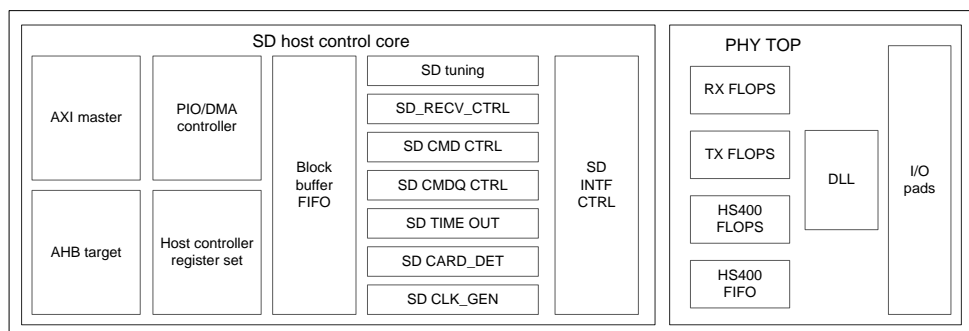 SD host control core
AXI master
PIO/DMA
controller
AHB target
Host controller
register set
Block
buffer
FIFO
SD tuning
SD_RECV_CTRL
SD CMD CTRL
SD CMDQ CTRL
SD TIME OUT
SD CARD_DET
SD CLK_GEN
SD
INTF
CTRL
PHY TOP
RX FLOPS
TX FLOPS
HS400
FLOPS
HS400
FIFO
DLL
I/O
pads